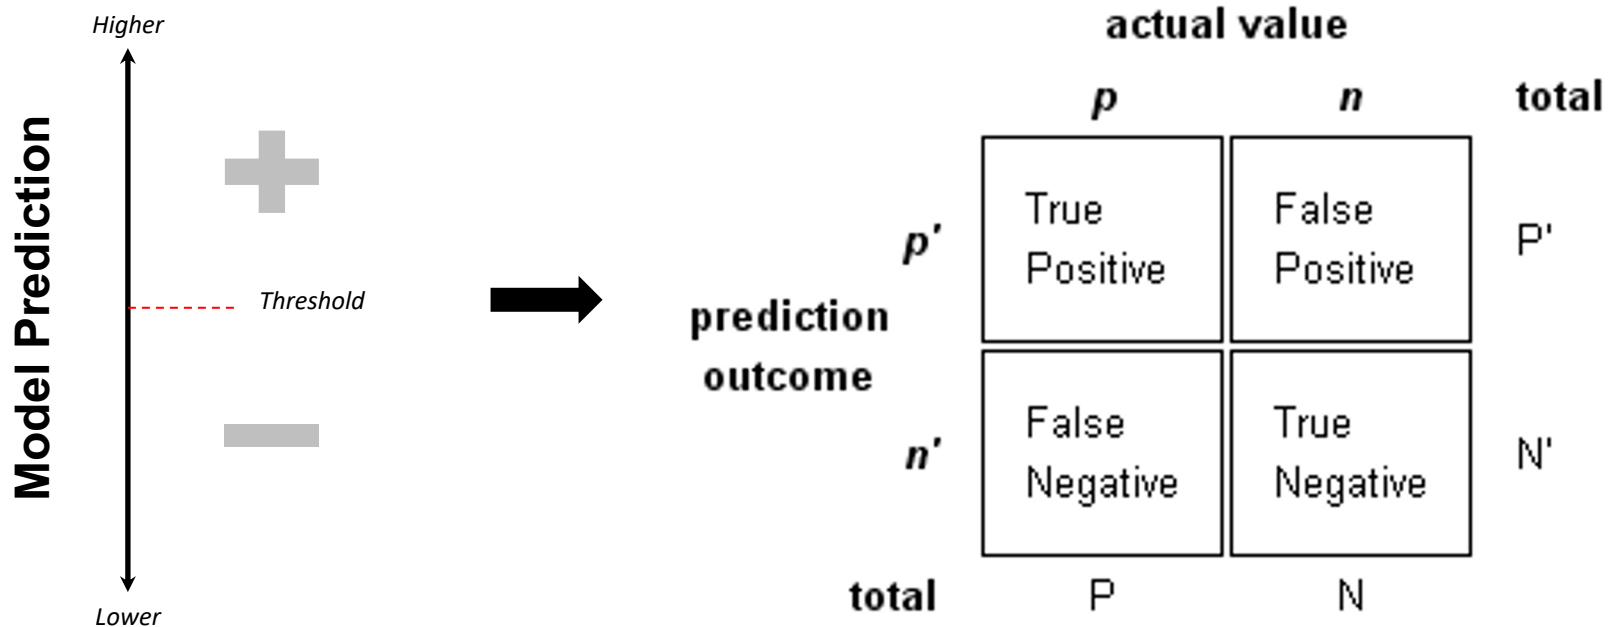 Higher
Model Prediction
Threshold
Lower
actual value
p n total
p' True Positive False Positive P'
prediction outcome
n' False Negative True Negative N'
total P N